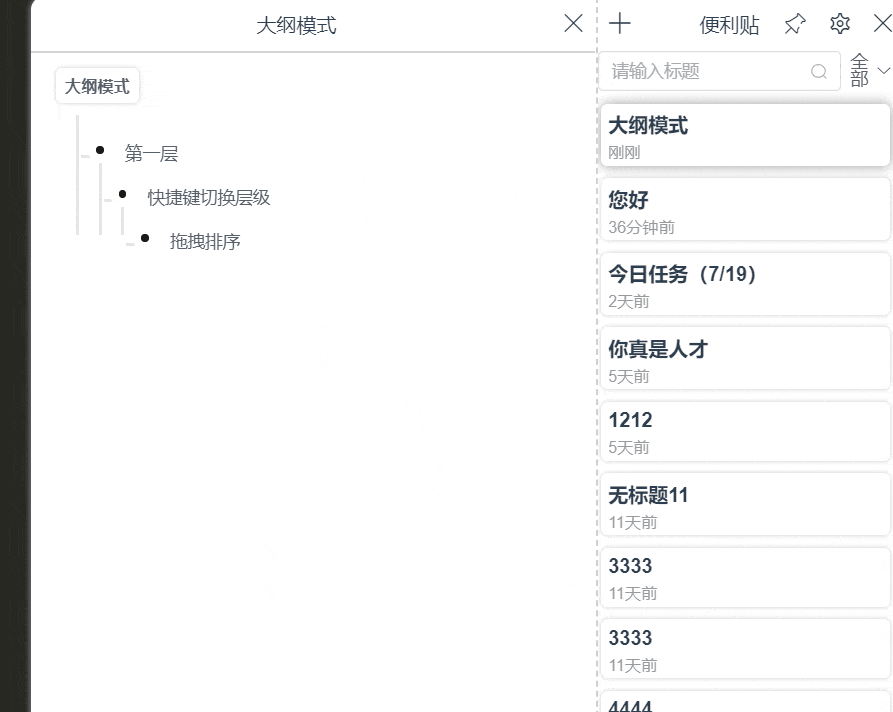 大纲模式
大纲模式
第一层
快捷键切换层级
拖拽排序
便利贴
请输入标题
全部
大纲模式
刚刚
您好
36分钟前
今日任务（7/19）
2天前
你真是人才
5天前
1212
5天前
无标题11
11天前
3333
11天前
3333
11天前
4444